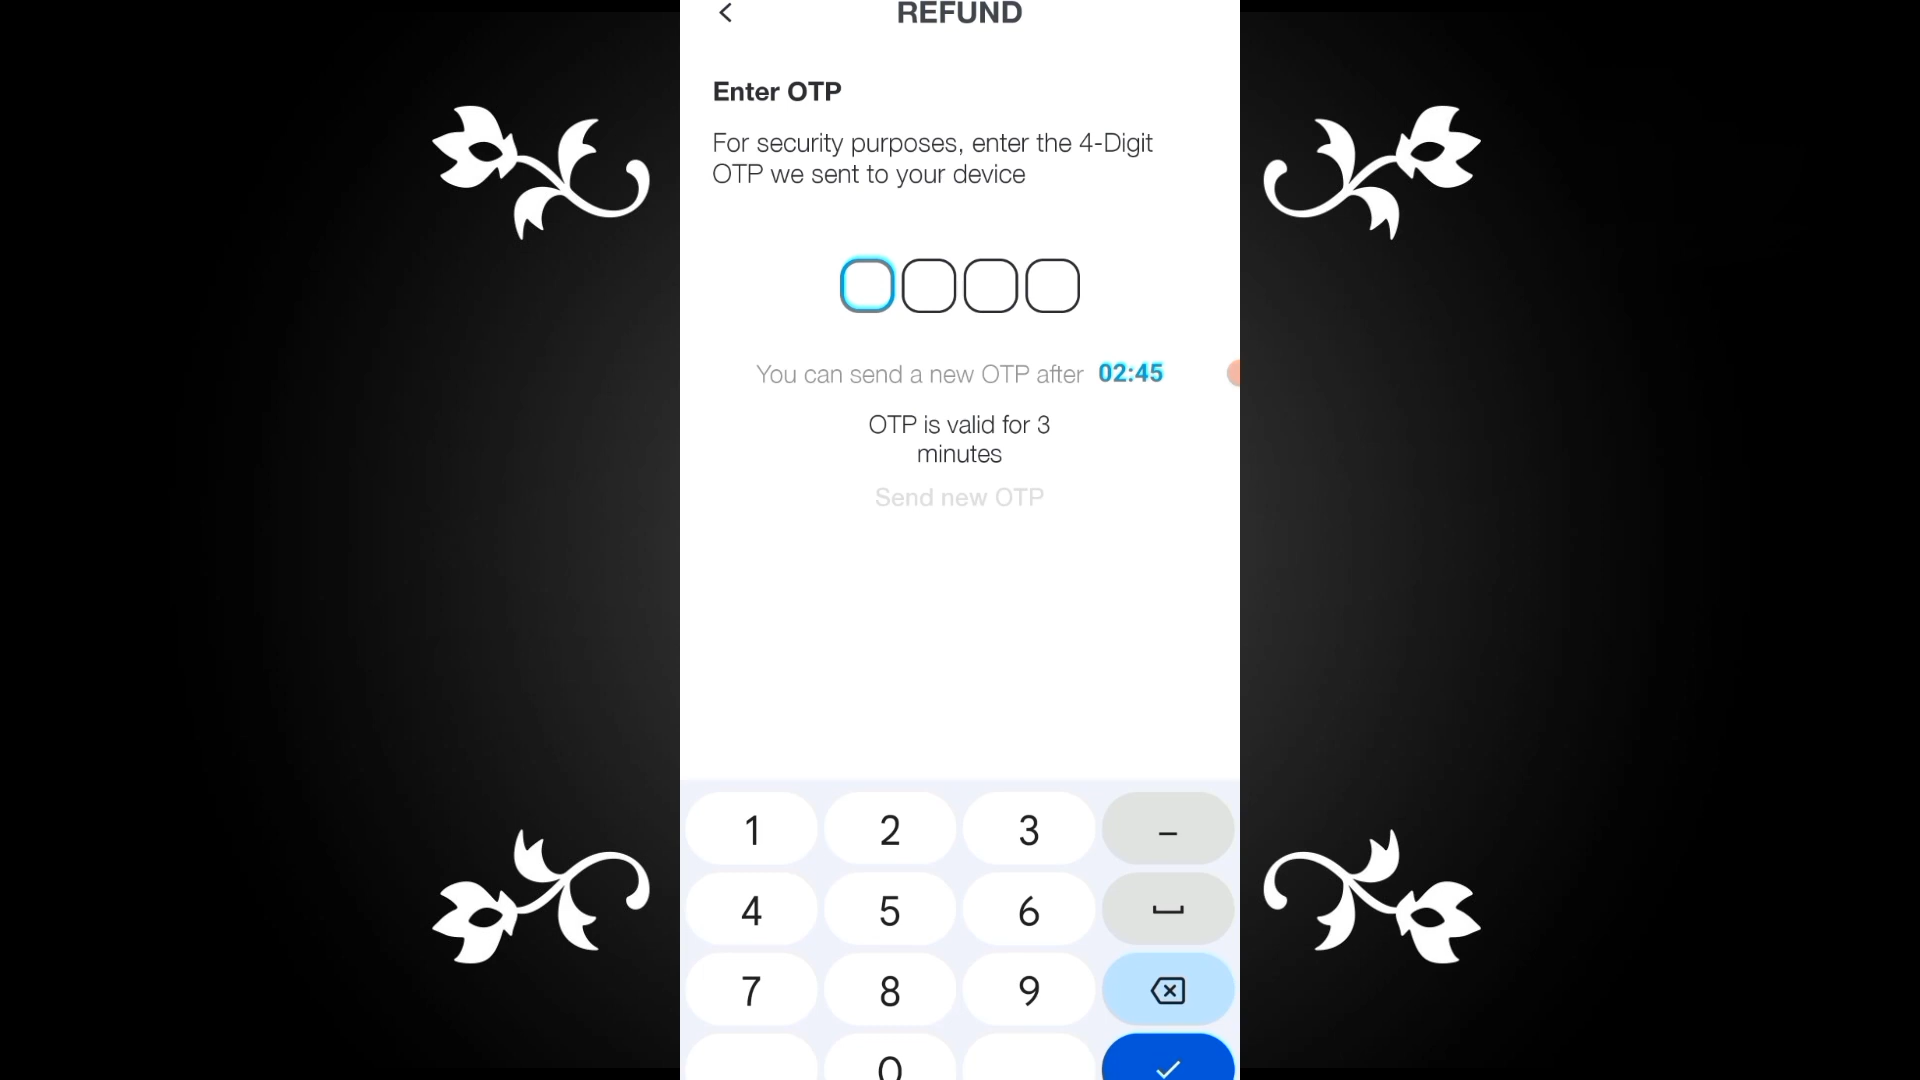 REFUND
Enter OTP
For security purposes, enter the 4-Digit
OTP we sent to your device
You can send a new OTP after 02:45
OTP is valid for 3
minutes
Send new OTP
1 2 3 –
4 5 6
7 8 9
0